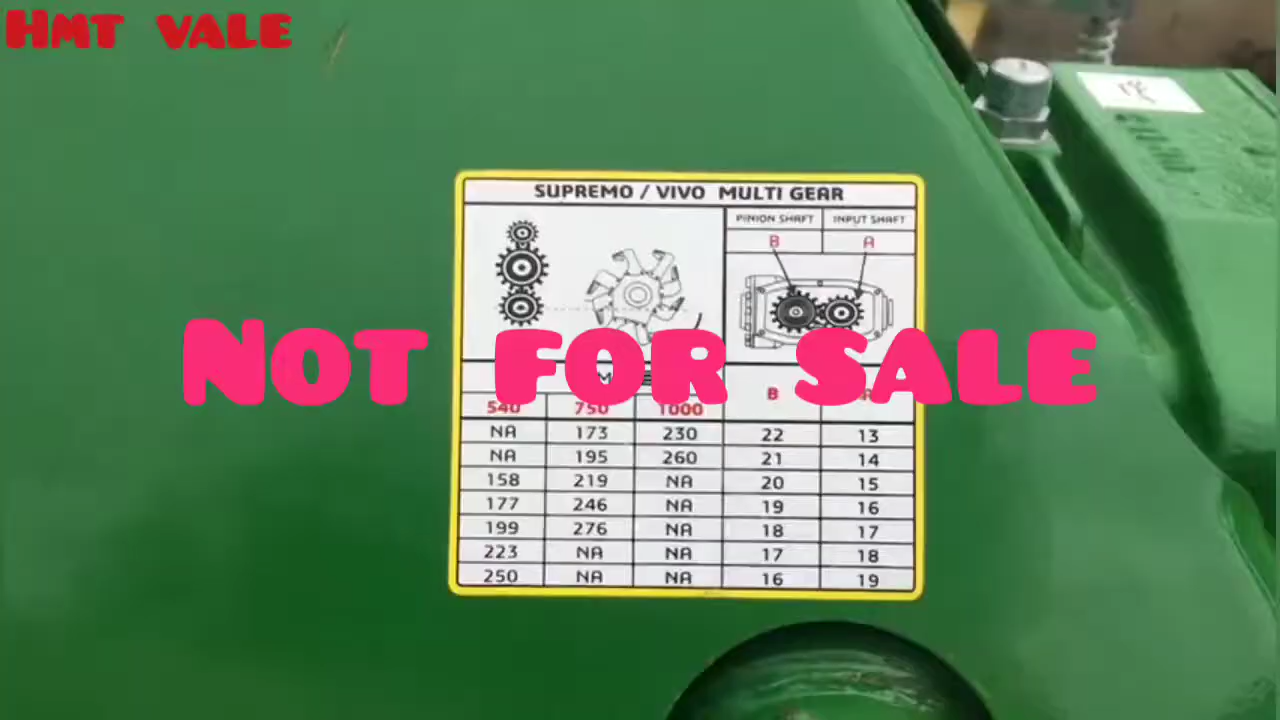 HMT VALE
SUPREMO / VIVO MULTI GEAR
PINION SHAFT INPUT SHAFT
B A
NOT FOR SALE
B
540 750 1000
NA 173 230 22 13
NA 195 260 21 14
158 219 NA 20 15
177 246 NA 19 16
199 276 NA 18 17
223 NA NA 17 18
250 NA NA 16 19